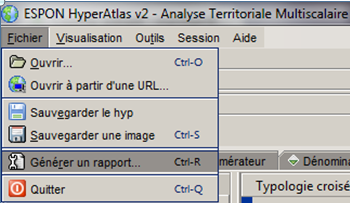 ESPON HyperAtlas v2 - Analyse Territoriale Multiscalaire
Fichier Visualisation Outils Session Aide
Ouvrir... Ctrl-O
Ouvrir à partir d'une URL...
Sauvegarder le hyp
Sauvegarder une image Ctrl-S
Générer un rapport... Ctrl-R
mérateur Dénomina
Quitter Ctrl-Q
Typologie croisé